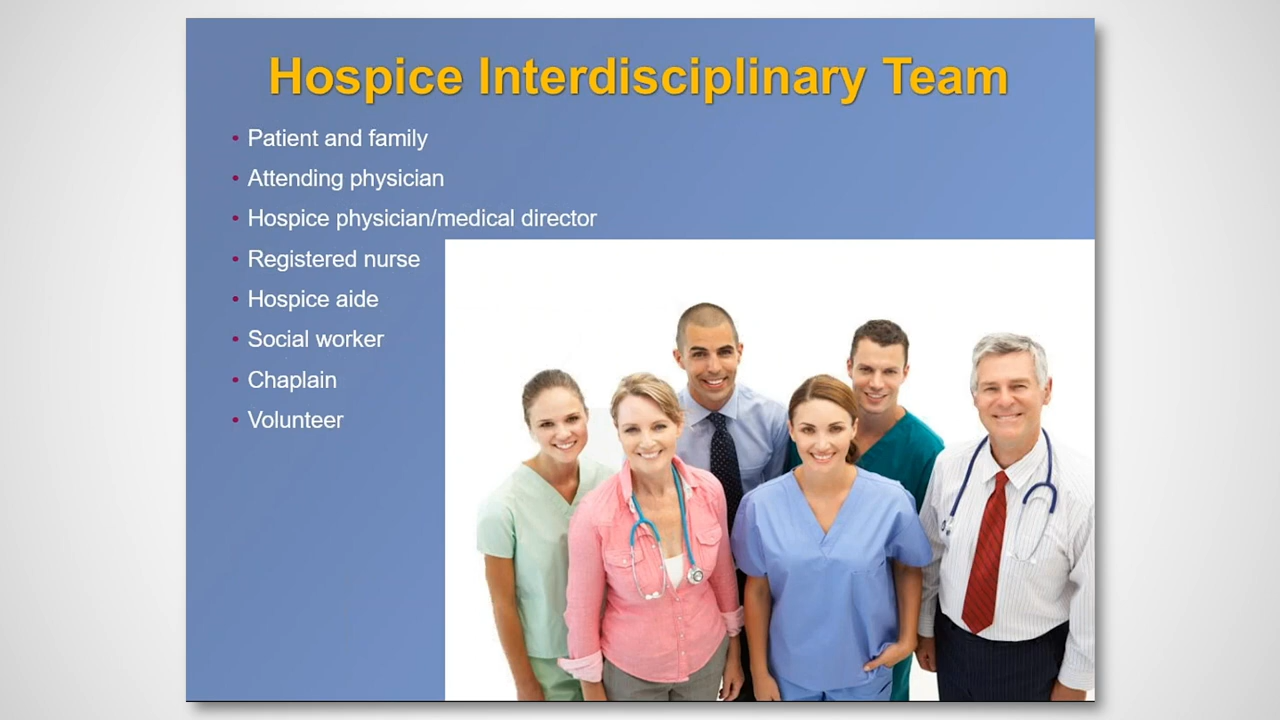 Hospice Interdisciplinary Team
• Patient and family
• Attending physician
• Hospice physician/medical director
• Registered nurse
• Hospice aide
• Social worker
• Chaplain
• Volunteer